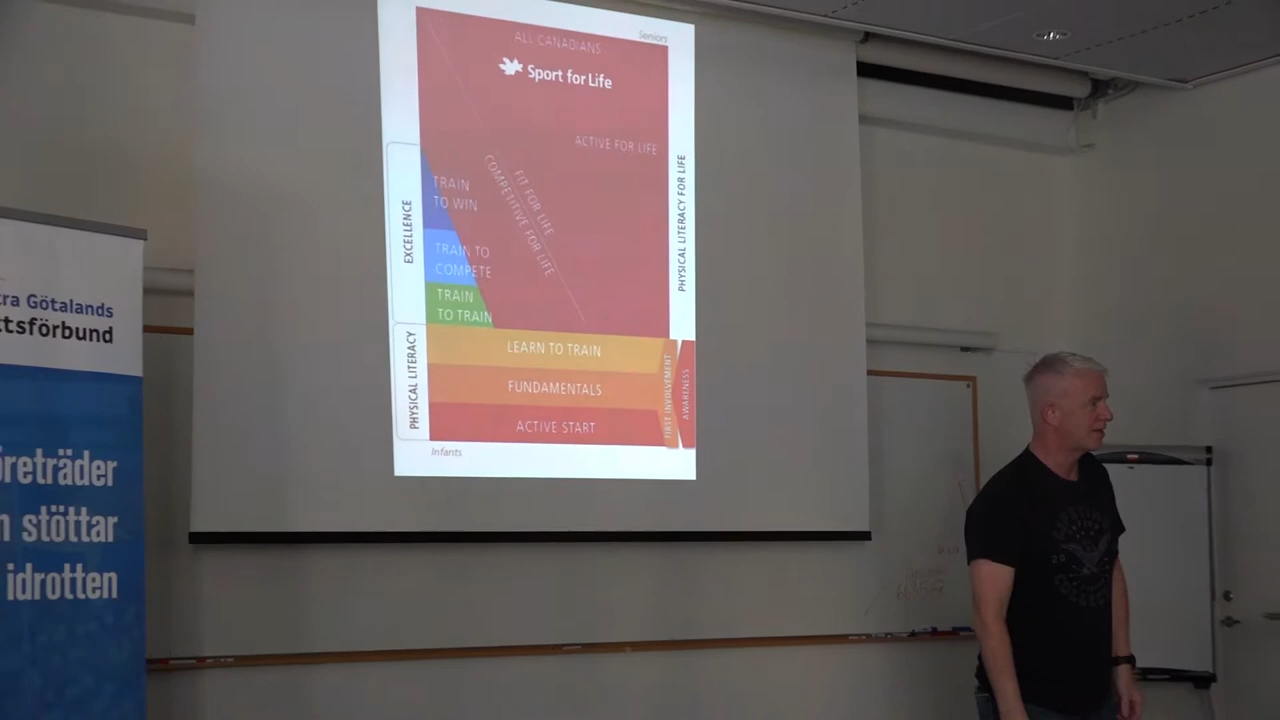 Seniors
ALL CANADIANS
Sport for Life
ACTIVE FOR LIFE
FIT FOR LIFE
COMPETITIVE FOR LIFE
TRAIN
TO WIN
TRAIN TO
COMPETE
TRAIN
TO TRAIN
EXCELLENCE
PHYSICAL LITERACY FOR LIFE
LEARN TO TRAIN
FUNDAMENTALS
ACTIVE START
PHYSICAL LITERACY
FIRST INVOLVEMENT
AWARENESS
Infants
tra Götalands
ttsförbund
öreträder
n stöttar
idrotten